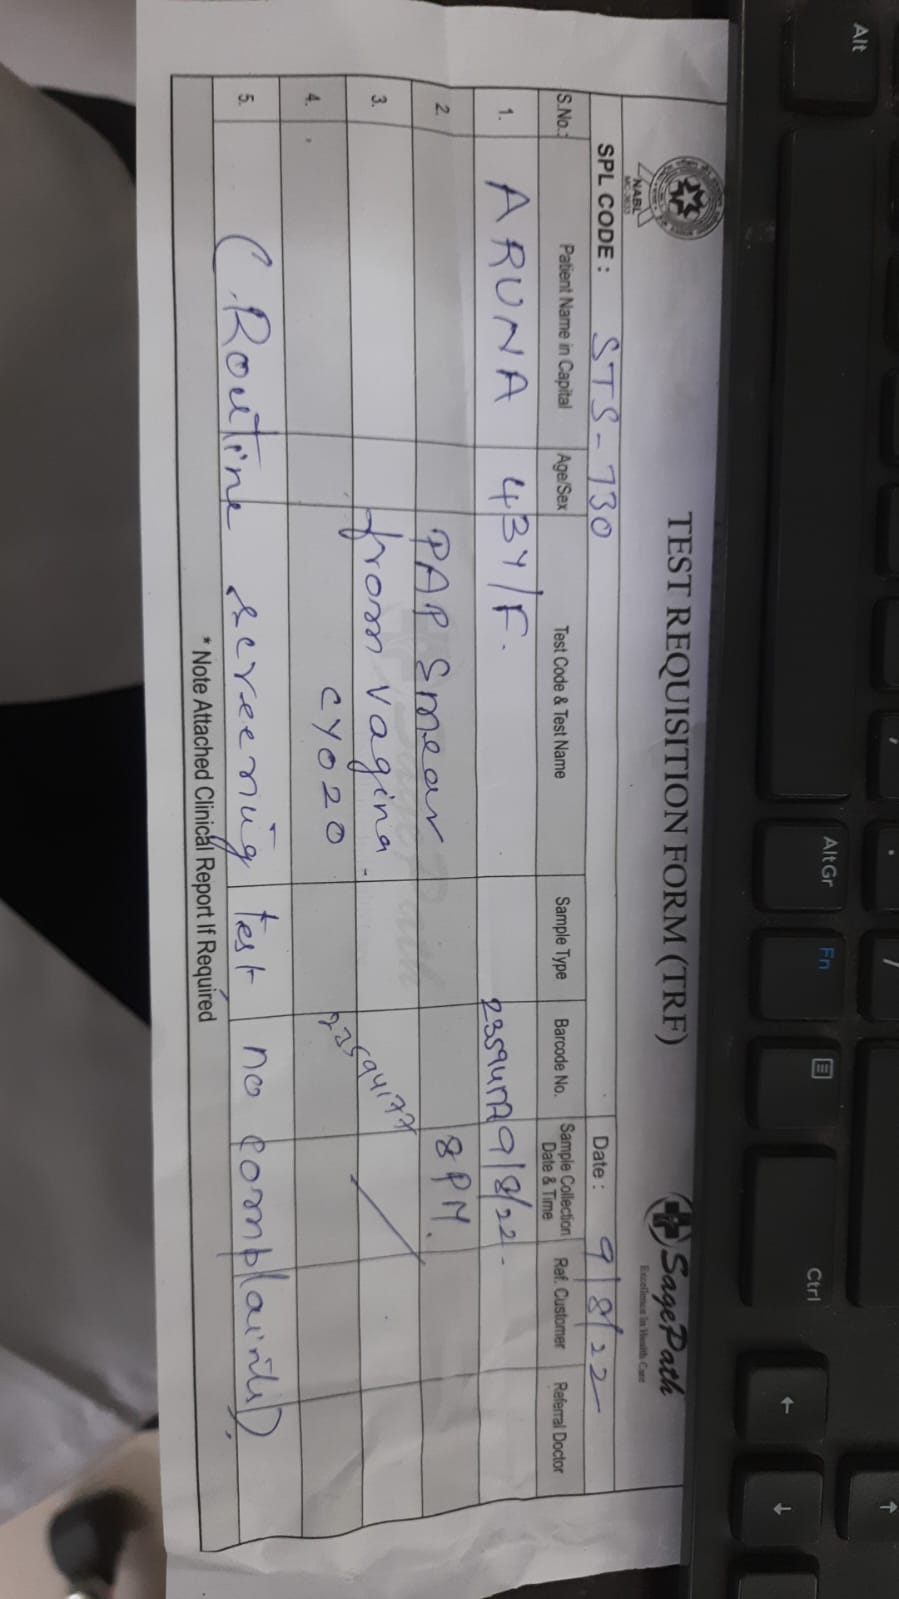 TEST REQUISITION FORM (TRF)
NABL
SagePath
Excellence In Health Care
SPL CODE : STS-730 Date : 9/8/22
S.No.: Patient Name in Capital Age/Sex Test Code & Test Name Sample Type Barcode No. Sample Collection Date & Time Ref. Customer Referral Doctor
1. ARUNA 43Y/F. 9/8/22.
2. PAP Smear 8 PM.
3. from vagina.
4. CY020
5. (Routine screening test, no complaints),
* Note Attached Clinical Report If Required
Alt
AltGr
Fn
Ctrl